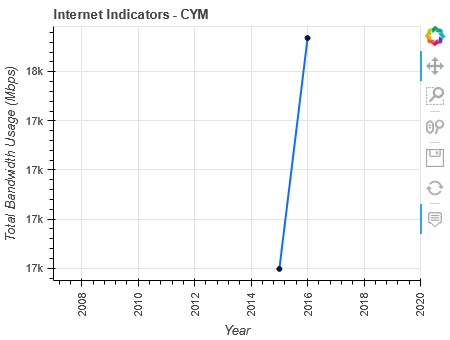 Internet Indicators - CYM
Total Bandwidth Usage (Mbps)
18k
17k
17k
17k
17k
2008
2010
2012
2014
2016
2018
2020
Year